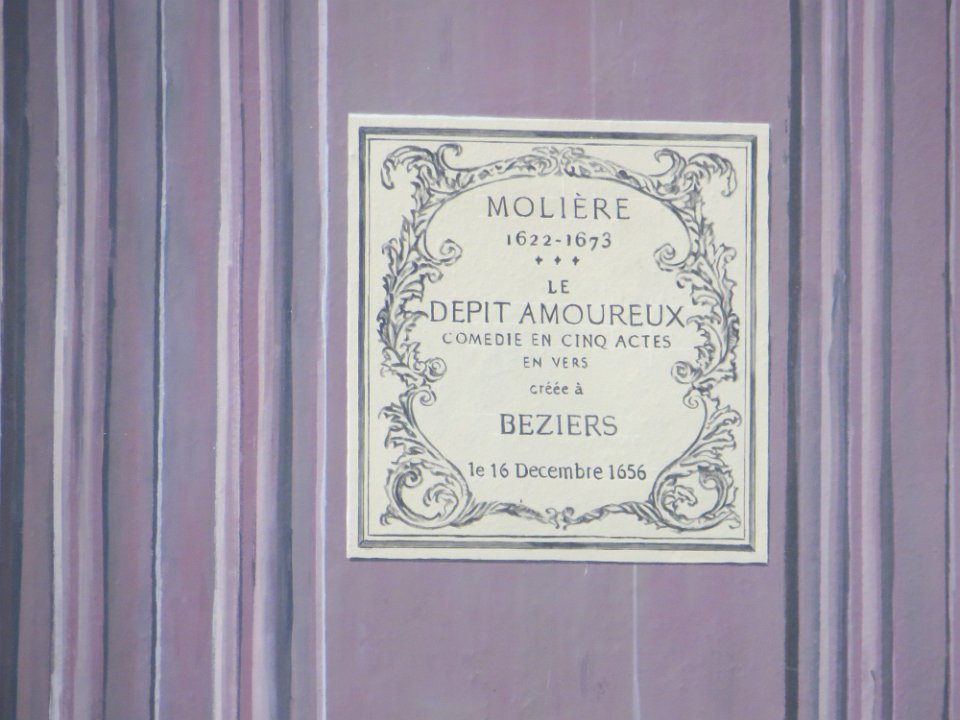 MOLIÈRE
1622-1673
LE
DEPIT AMOUREUX
COMEDIE EN CINQ ACTES
EN VERS
créée à
BEZIERS
le 16 Decembre 1656